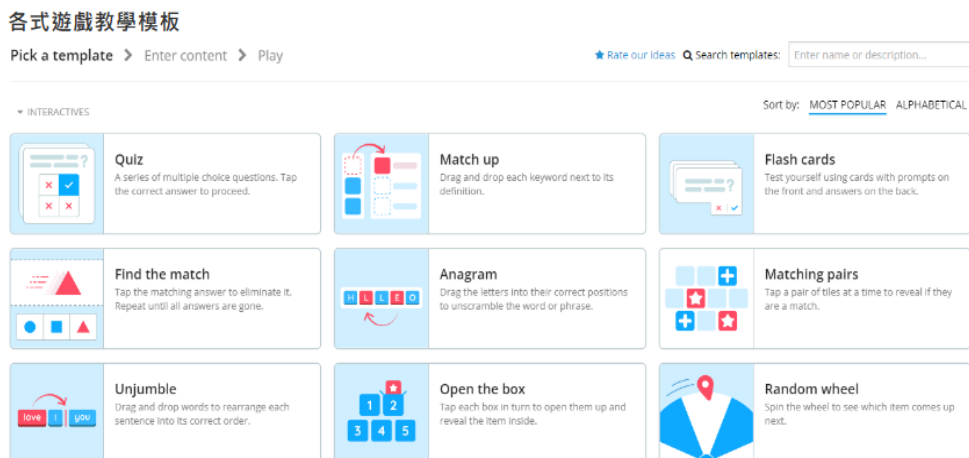 各式遊戲教學模板
Pick a template > Enter content > Play
Rate our ideas Search templates: Enter name or description...
INTERACTIVES
Sort by: MOST POPULAR ALPHABETICAL
Quiz
A series of multiple choice questions. Tap
the correct answer to proceed.
Match up
Drag and drop each keyword next to its
definition.
Flash cards
Test yourself using cards with prompts on
the front and answers on the back.
Find the match
Tap the matching answer to eliminate it.
Repeat until all answers are gone.
H L L E O
Anagram
Drag the letters into their correct positions
to unscramble the word or phrase.
Matching pairs
Tap a pair of tiles at a time to reveal if they
are a match.
love I you
Unjumble
Drag and drop words to rearrange each
sentence into its correct order.
1 2
3 4 5
Open the box
Tap each box in turn to open them up and
reveal the item inside.
Random wheel
Spin the wheel to see which item comes up
next.